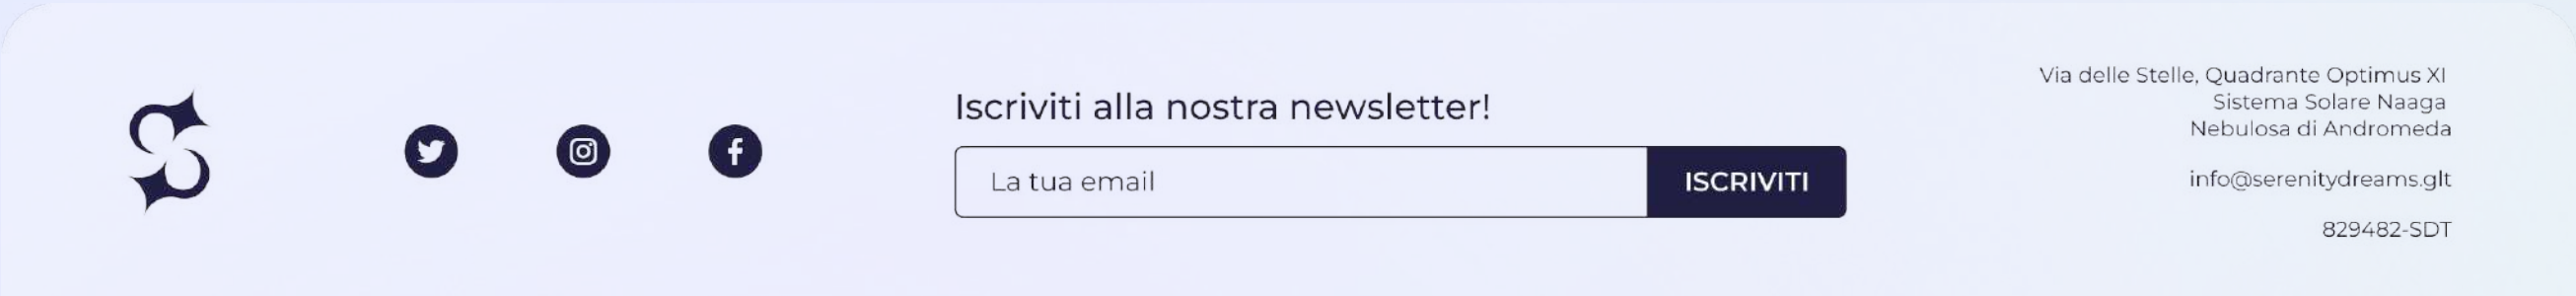 Iscriviti alla nostra newsletter!
La tua email
ISCRIVITI
Via delle Stelle, Quadrante Optimus XI
Sistema Solare Naaga
Nebulosa di Andromeda
info@serenitydreams.glt
829482-SDT